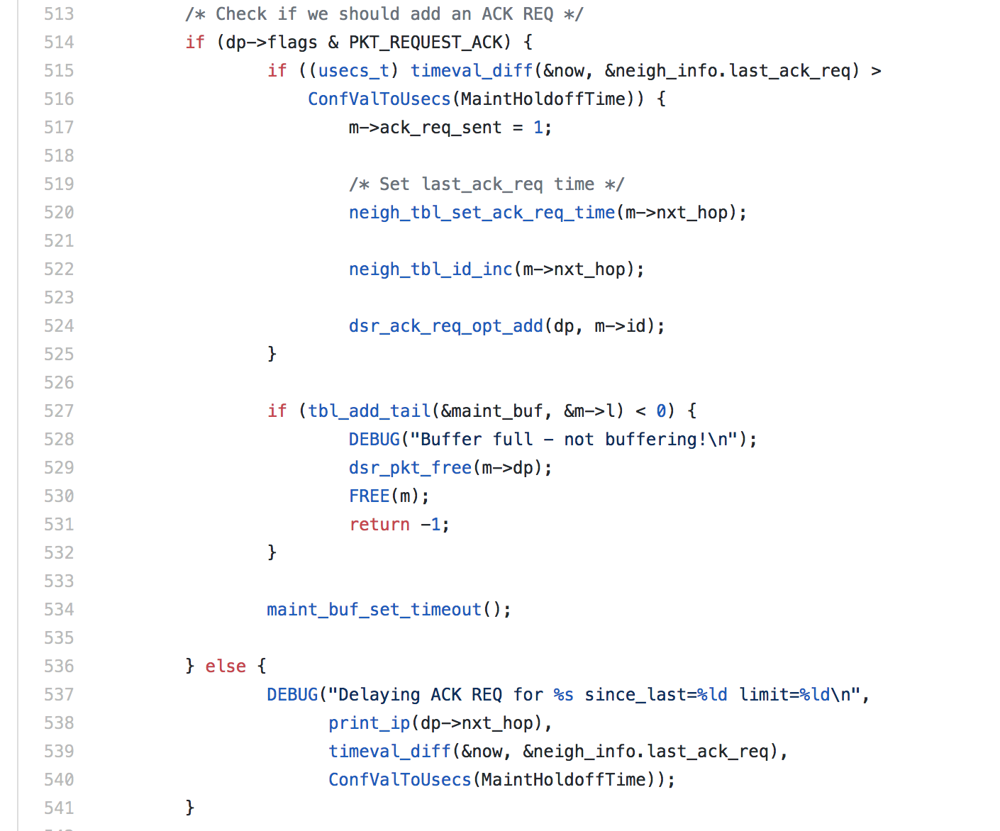 513 /* Check if we should add an ACK REQ */
514 if (dp->flags & PKT_REQUEST_ACK) {
515 if ((usecs_t) timeval_diff(&now, &neigh_info.last_ack_req) >
516 ConfValToUsecs(MaintHoldoffTime)) {
517 m->ack_req_sent = 1;
518
519 /* Set last_ack_req time */
520 neigh_tbl_set_ack_req_time(m->nxt_hop);
521
522 neigh_tbl_id_inc(m->nxt_hop);
523
524 dsr_ack_req_opt_add(dp, m->id);
525 }
526
527 if (tbl_add_tail(&maint_buf, &m->l) < 0) {
528 DEBUG("Buffer full - not buffering!\n");
529 dsr_pkt_free(m->dp);
530 FREE(m);
531 return -1;
532 }
533
534 maint_buf_set_timeout();
535
536 } else {
537 DEBUG("Delaying ACK REQ for %s since_last=%ld limit=%ld\n",
538 print_ip(dp->nxt_hop),
539 timeval_diff(&now, &neigh_info.last_ack_req),
540 ConfValToUsecs(MaintHoldoffTime));
541 }